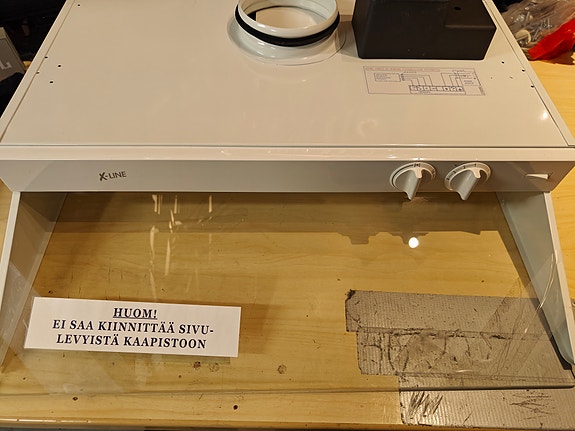 X-LINE
HUOM!
EI SAA KIINNITTÄÄ SIVU-
LEVYISTÄ KAAPISTOON